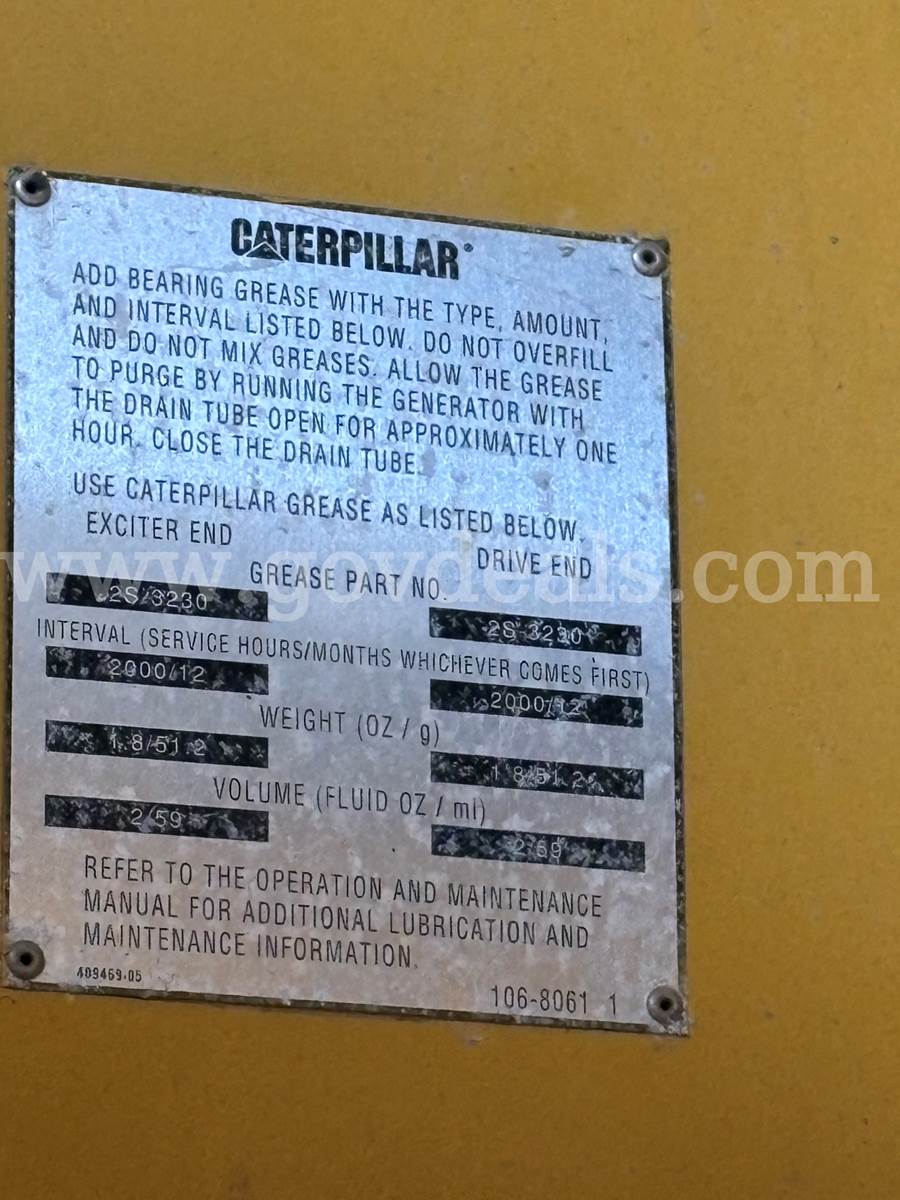 CATERPILLAR®
ADD BEARING GREASE WITH THE TYPE, AMOUNT,
AND INTERVAL LISTED BELOW. DO NOT OVERFILL
AND DO NOT MIX GREASES. ALLOW THE GREASE
TO PURGE BY RUNNING THE GENERATOR WITH
THE DRAIN TUBE OPEN FOR APPROXIMATELY ONE
HOUR. CLOSE THE DRAIN TUBE.
USE CATERPILLAR GREASE AS LISTED BELOW.
EXCITER END DRIVE END
www.govdeals.com
GREASE PART NO.
2S/3230 2S-3230
INTERVAL (SERVICE HOURS/MONTHS WHICHEVER COMES FIRST)
2000/12 2000/12
WEIGHT (OZ / g)
1.8/51.2 1.8/51.2
VOLUME (FLUID OZ / ml)
2/59 2/59
REFER TO THE OPERATION AND MAINTENANCE
MANUAL FOR ADDITIONAL LUBRICATION AND
MAINTENANCE INFORMATION.
409469-05 106-8061 1